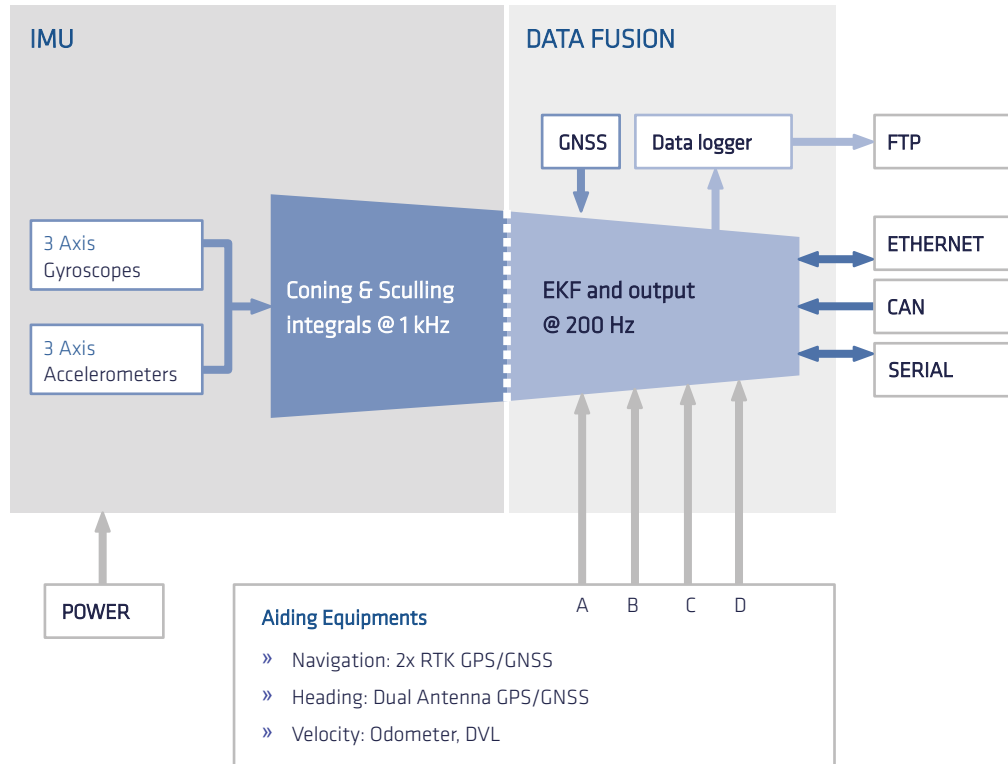 IMU
DATA FUSION
GNSS
Data logger
FTP
3 Axis
Gyroscopes
ETHERNET
Coning & Sculling
integrals @ 1 kHz
EKF and output
@ 200 Hz
CAN
3 Axis
Accelerometers
SERIAL
POWER
A B C D
Aiding Equipments
» Navigation: 2x RTK GPS/GNSS
» Heading: Dual Antenna GPS/GNSS
» Velocity: Odometer, DVL